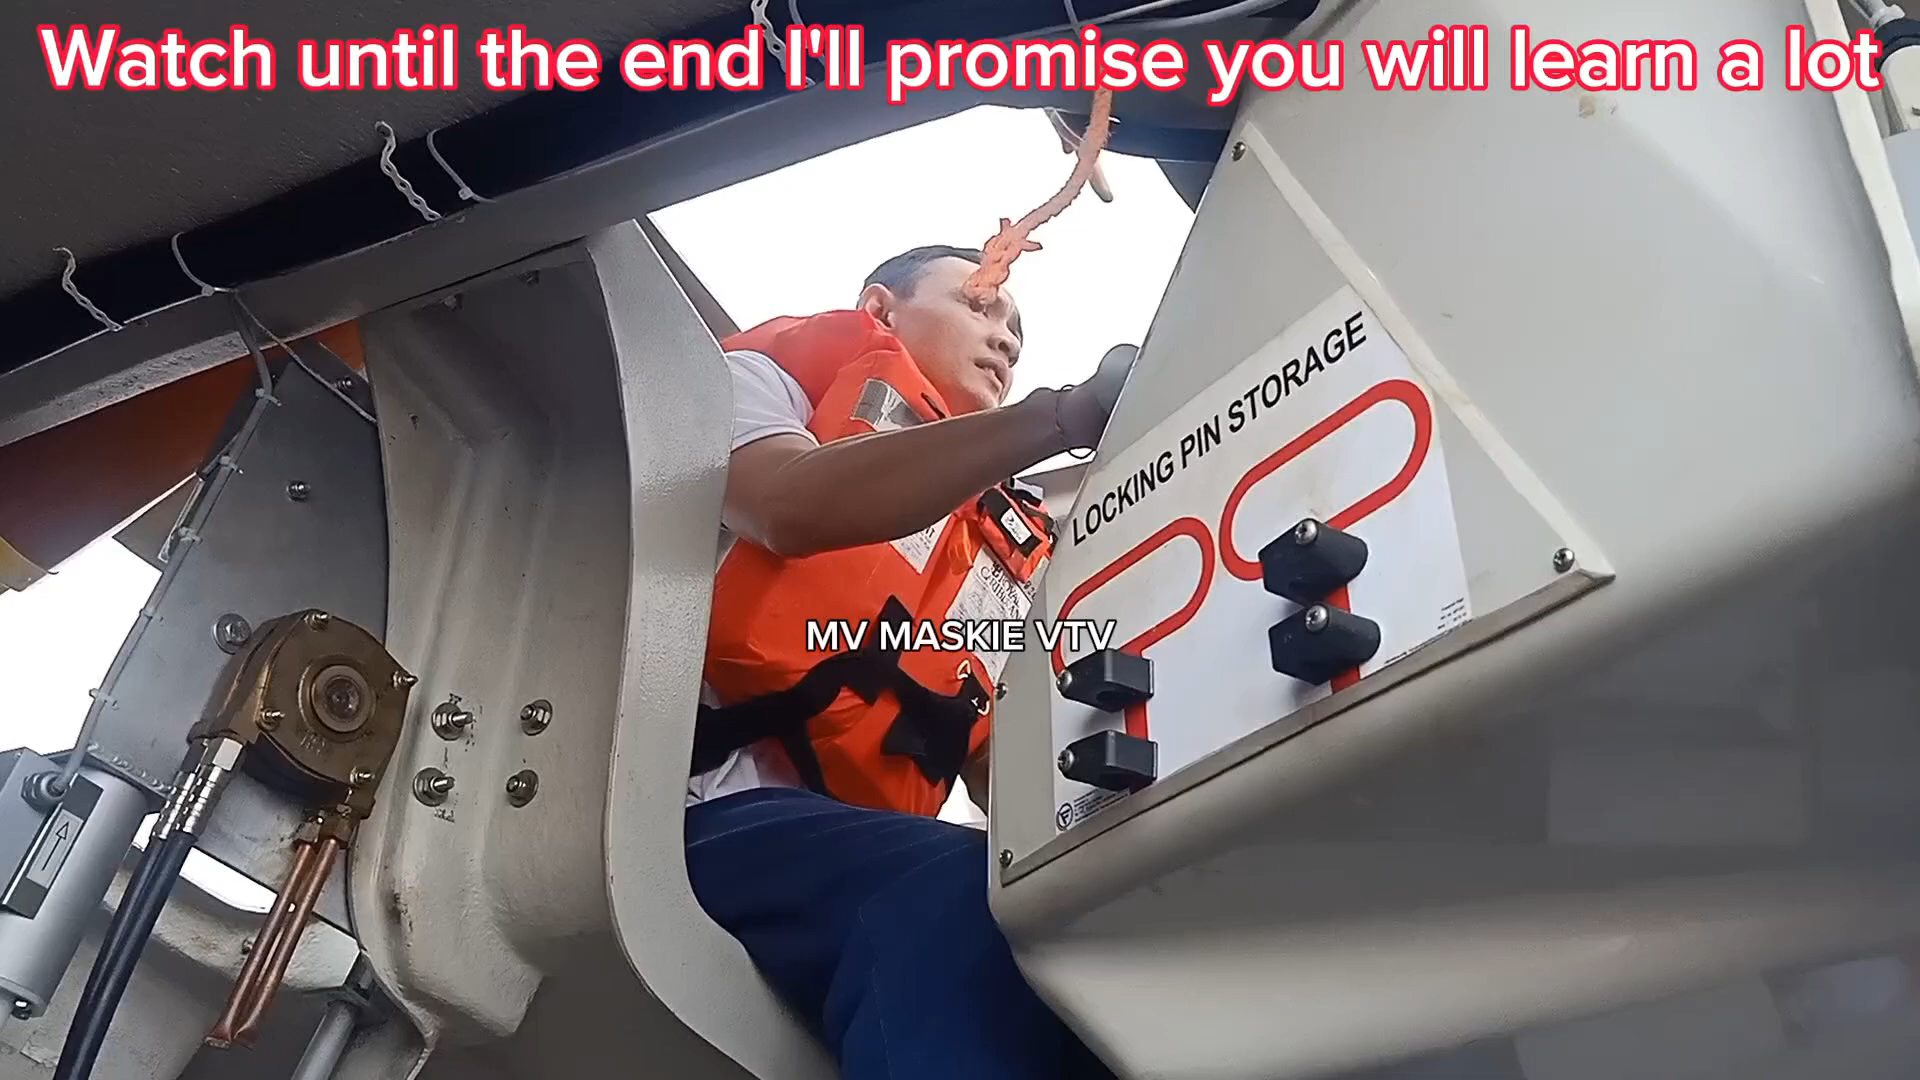 Watch until the end I'll promise you will learn a lot
LOCKING PIN STORAGE
MV MASKIE VTV